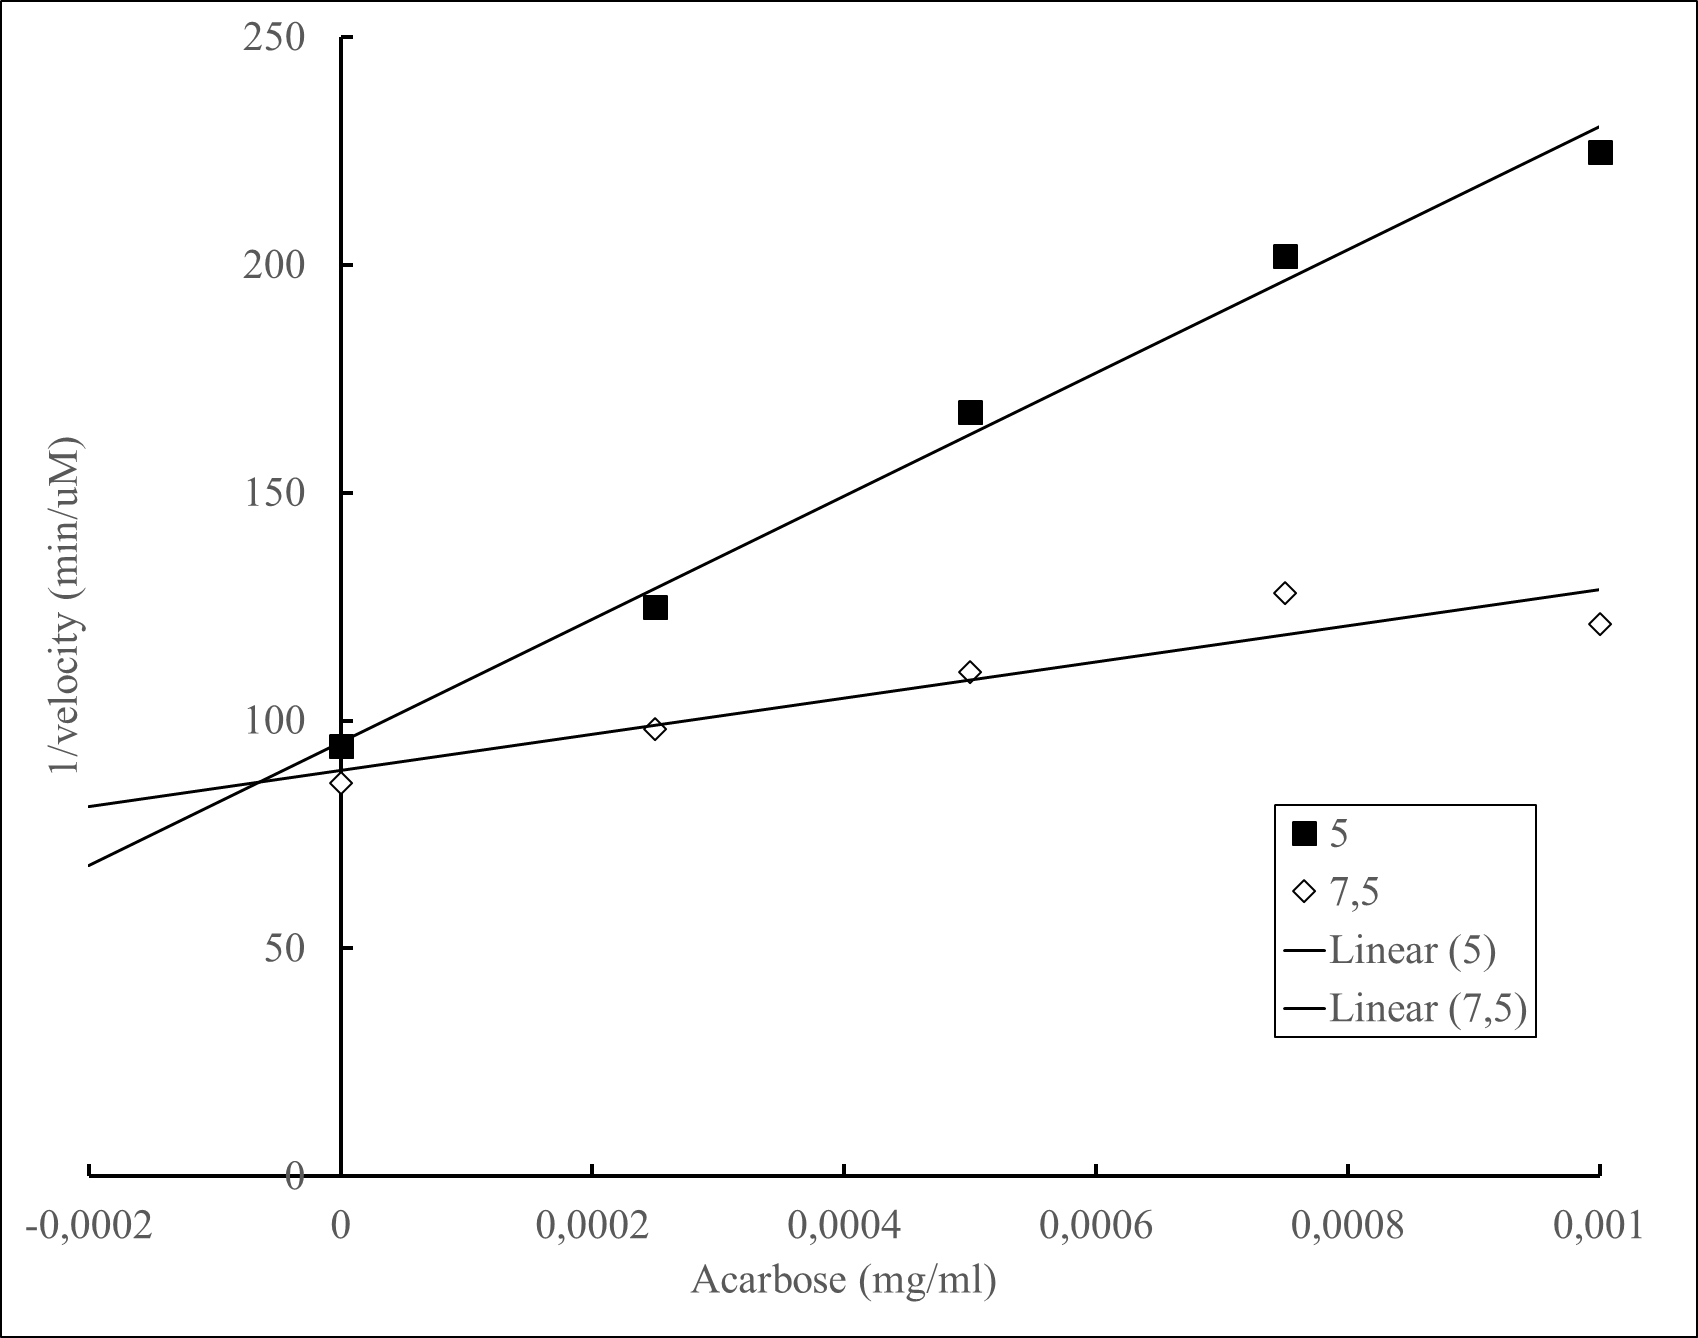 250
200
150
100
50
0
1/velocity (min/uM)
5
7,5
Linear (5)
Linear (7,5)
-0,0002 0 0,0002 0,0004 0,0006 0,0008 0,001
Acarbose (mg/ml)